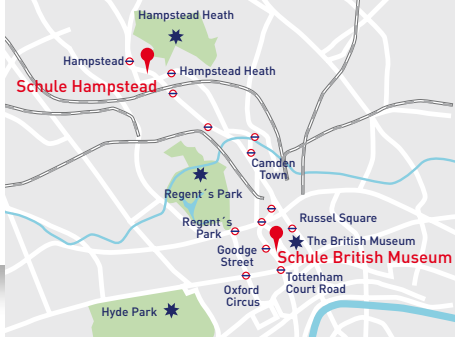 Hampstead Heath
Hampstead
Hampstead Heath
Schule Hampstead
Camden
Town
Regent´s Park
Regent´s
Park
Russel Square
The British Museum
Goodge
Street
Schule British Museum
Tottenham
Court Road
Oxford
Circus
Hyde Park